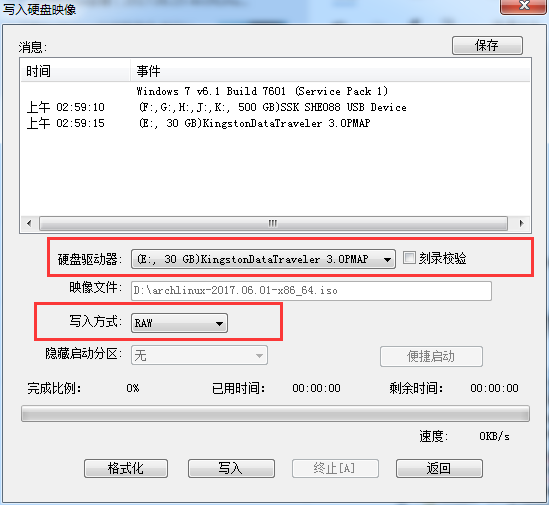 写入硬盘映像
消息:
保存
时间 事件
Windows 7 v6.1 Build 7601 (Service Pack 1)
上午 02:59:10 (F:,G:,H:,J:,K:, 500 GB)SSK SHE088 USB Device
上午 02:59:15 (E:, 30 GB)KingstonDataTraveler 3.0PMAP
硬盘驱动器: (E:, 30 GB)KingstonDataTraveler 3.0PMAP 刻录校验
映像文件: D:\archlinux-2017.06.01-x86_64.iso
写入方式: RAW
隐藏启动分区: 无 便捷启动
完成比例: 0% 已用时间: 00:00:00 剩余时间: 00:00:00
速度: 0KB/s
格式化 写入 终止[A] 返回